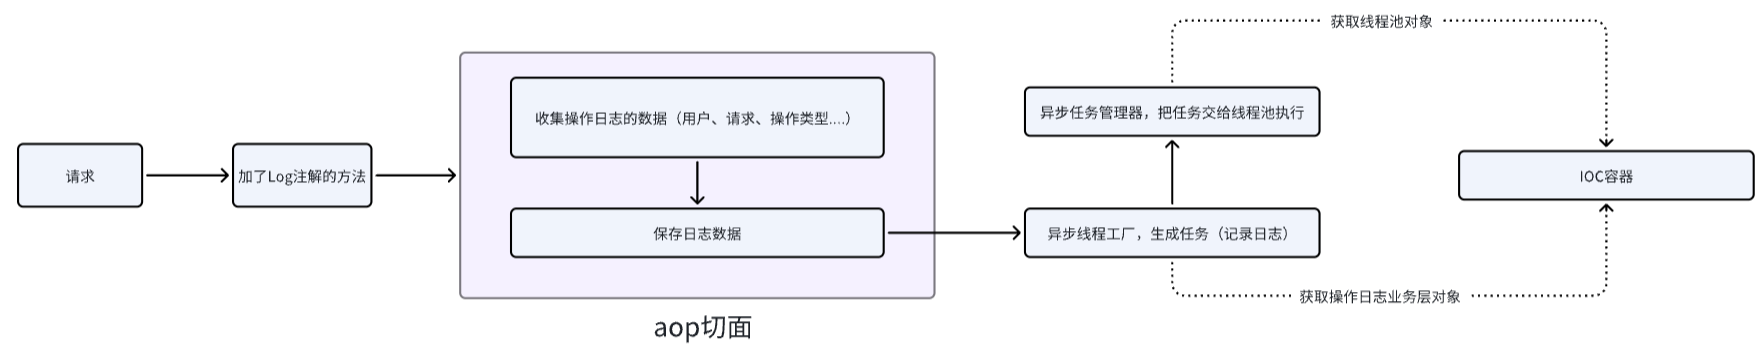 请求
加了Log注解的方法
收集操作日志的数据（用户、请求、操作类型....）
保存日志数据
aop切面
异步任务管理器，把任务交给线程池执行
异步线程工厂，生成任务（记录日志）
获取线程池对象
IOC容器
获取操作日志业务层对象